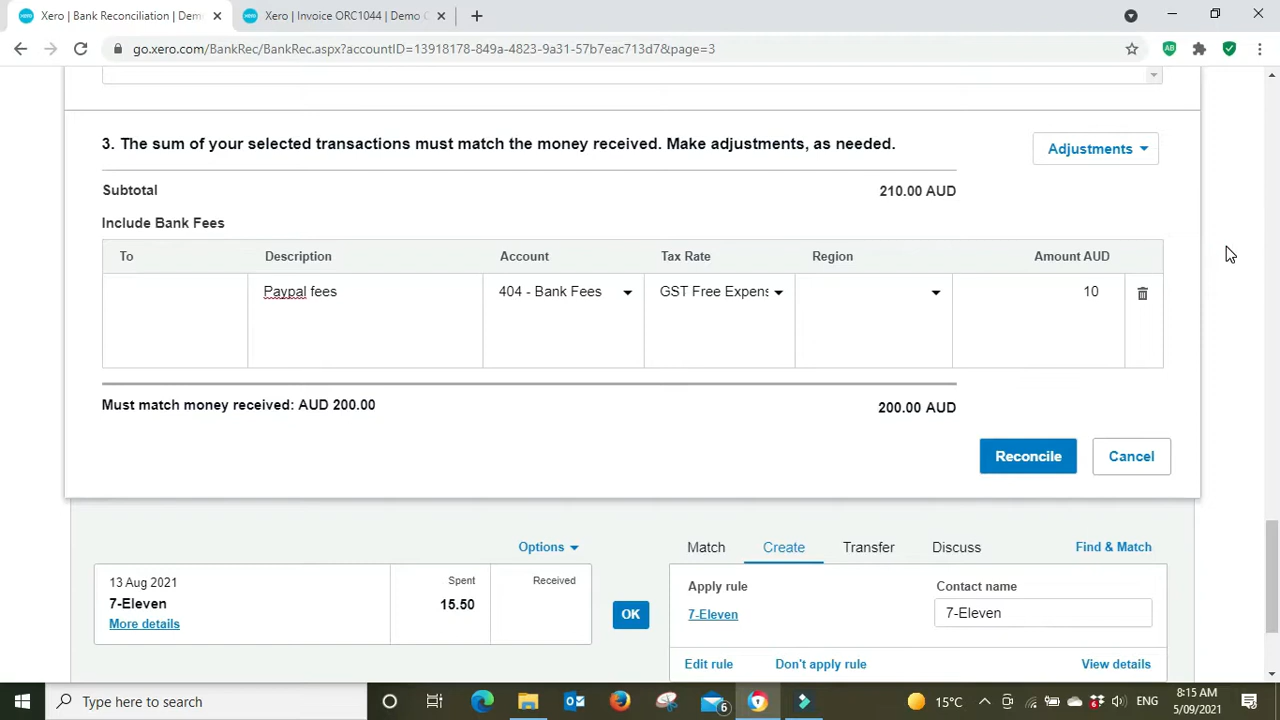 Xero | Bank Reconciliation | Dem
Xero | Invoice ORC1044 | Demo C
go.xero.com/BankRec/BankRec.aspx?accountID=13918178-849a-4823-9a31-57b7eac713d7&page=3
AB
3. The sum of your selected transactions must match the money received. Make adjustments, as needed.
Adjustments
Subtotal
210.00 AUD
Include Bank Fees
To Description Account Tax Rate Region Amount AUD
Paypal fees 404 - Bank Fees GST Free Expens 10
Must match money received: AUD 200.00
200.00 AUD
Reconcile
Cancel
Options
Match Create Transfer Discuss Find & Match
13 Aug 2021
7-Eleven
More details
Spent
15.50
Received
OK
Apply rule
7-Eleven
Contact name
7-Eleven
Edit rule Don't apply rule View details
Type here to search
6
15°C
ENG
8:15 AM
5/09/2021